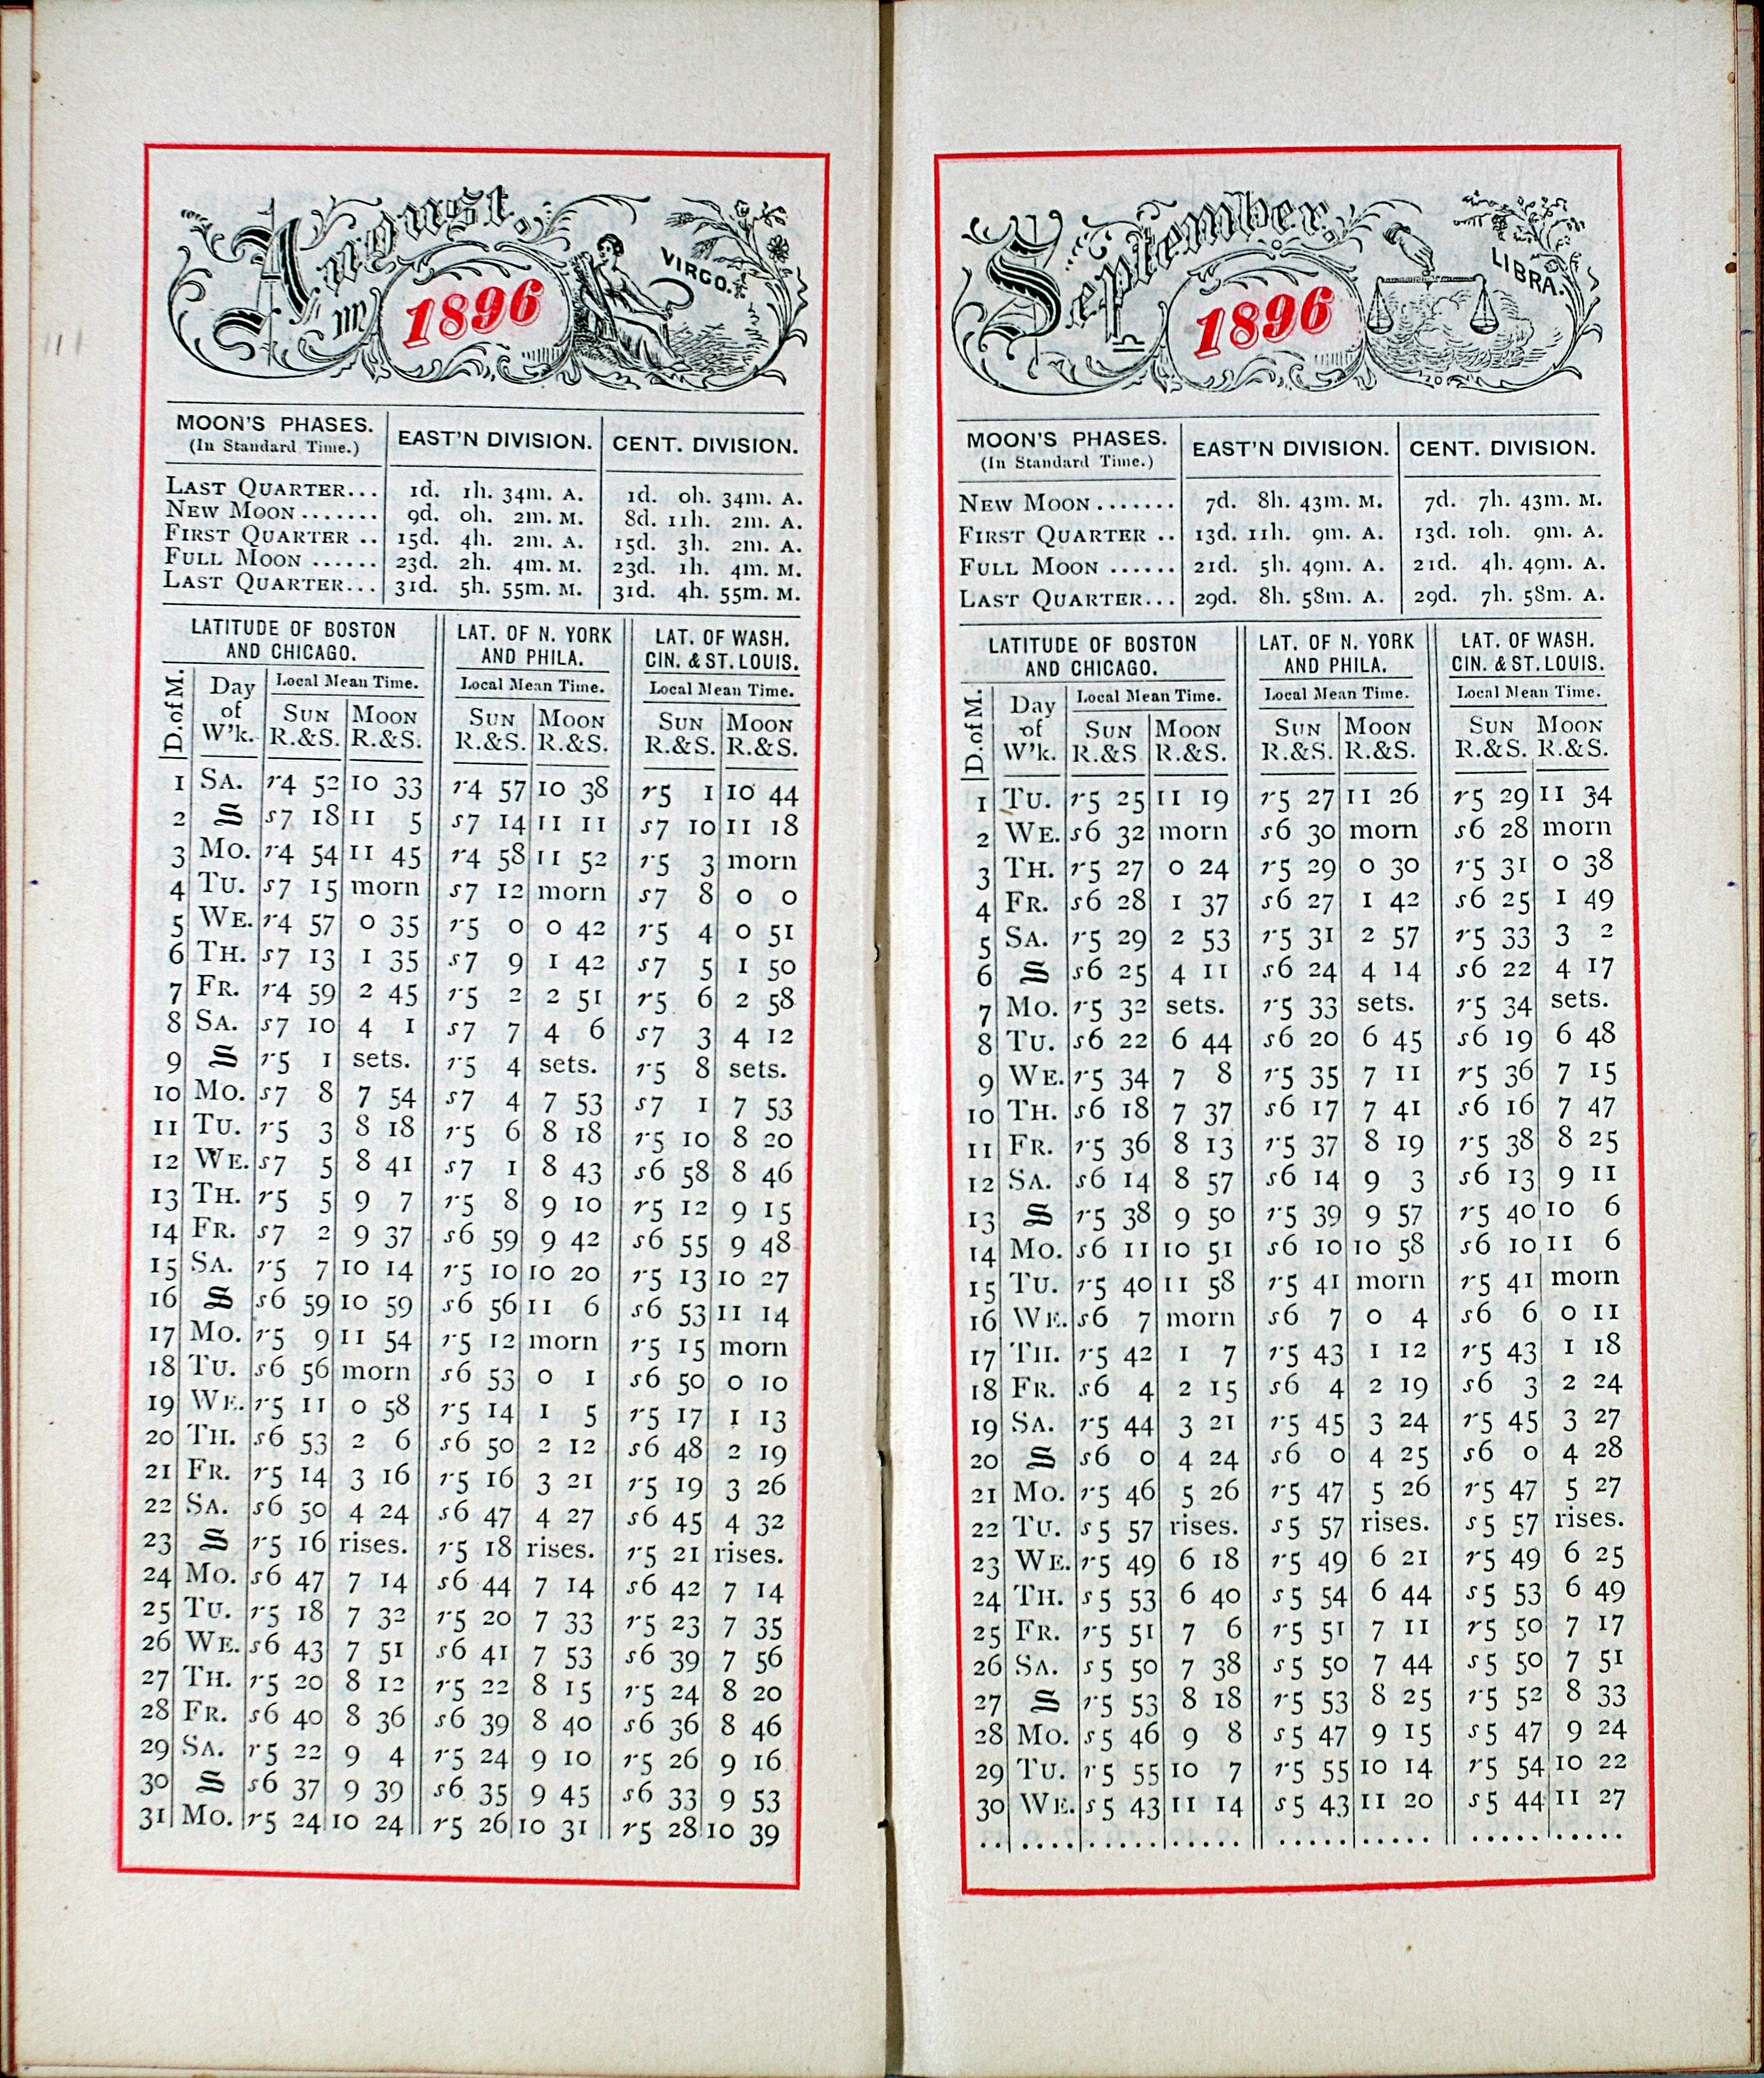 August.
1896
VIRGO.
MOON'S PHASES. EAST'N DIVISION. CENT. DIVISION.
(In Standard Time.)
LAST QUARTER... 1d. 1h. 34m. A. 1d. 0h. 34m. A.
NEW MOON....... 9d. 0h. 2m. M. 8d. 11h. 2m. A.
FIRST QUARTER .. 15d. 4h. 2m. A. 15d. 3h. 2m. A.
FULL MOON ...... 23d. 2h. 4m. M. 23d. 1h. 4m. M.
LAST QUARTER... 31d. 5h. 55m. M. 31d. 4h. 55m. M.
LATITUDE OF BOSTON LAT. OF N. YORK LAT. OF WASH.
AND CHICAGO. AND PHILA. CIN. & ST. LOUIS.
D. of M. Day of W'k. Local Mean Time. Local Mean Time. Local Mean Time.
SUN MOON SUN MOON SUN MOON
R.&S. R.&S. R.&S. R.&S. R.&S. R.&S.
1 SA. r4 52 10 33 r4 57 10 38 r5 1 10 44
2 S s7 18 11 5 s7 14 11 11 s7 10 11 18
3 MO. r4 54 11 45 r4 58 11 52 r5 3 morn
4 TU. s7 15 morn s7 12 morn s7 8 0 0
5 WE. r4 57 0 35 r5 0 0 42 r5 4 0 51
6 TH. s7 13 1 35 s7 9 1 42 s7 5 1 50
7 FR. r4 59 2 45 r5 2 2 51 r5 6 2 58
8 SA. s7 10 4 1 s7 7 4 6 s7 3 4 12
9 S r5 1 sets. r5 4 sets. r5 8 sets.
10 MO. s7 8 7 54 s7 4 7 53 s7 1 7 53
11 TU. r5 3 8 18 r5 6 8 18 r5 10 8 20
12 WE. s7 5 8 41 s7 1 8 43 s6 58 8 46
13 TH. r5 5 9 7 r5 8 9 10 r5 12 9 15
14 FR. s7 2 9 37 s6 59 9 42 s6 55 9 48
15 SA. r5 7 10 14 r5 10 10 20 r5 13 10 27
16 S s6 59 10 59 s6 56 11 6 s6 53 11 14
17 MO. r5 9 11 54 r5 12 morn r5 15 morn
18 TU. s6 56 morn s6 53 0 1 s6 50 0 10
19 WE. r5 11 0 58 r5 14 1 5 r5 17 1 13
20 TH. s6 53 2 6 s6 50 2 12 s6 48 2 19
21 FR. r5 14 3 16 r5 16 3 21 r5 19 3 26
22 SA. s6 50 4 24 s6 47 4 27 s6 45 4 32
23 S r5 16 rises. r5 18 rises. r5 21 rises.
24 MO. s6 47 7 14 s6 44 7 14 s6 42 7 14
25 TU. r5 18 7 32 r5 20 7 33 r5 23 7 35
26 WE. s6 43 7 51 s6 41 7 53 s6 39 7 56
27 TH. r5 20 8 12 r5 22 8 15 r5 24 8 20
28 FR. s6 40 8 36 s6 39 8 40 s6 36 8 46
29 SA. r5 22 9 4 r5 24 9 10 r5 26 9 16
30 S s6 37 9 39 s6 35 9 45 s6 33 9 53
31 MO. r5 24 10 24 r5 26 10 31 r5 28 10 39
September.
1896
LIBRA.
MOON'S PHASES. EAST'N DIVISION. CENT. DIVISION.
(In Standard Time.)
NEW MOON....... 7d. 8h. 43m. M. 7d. 7h. 43m. M.
FIRST QUARTER .. 13d. 11h. 9m. A. 13d. 10h. 9m. A.
FULL MOON ...... 21d. 5h. 49m. A. 21d. 4h. 49m. A.
LAST QUARTER... 29d. 8h. 58m. A. 29d. 7h. 58m. A.
LATITUDE OF BOSTON LAT. OF N. YORK LAT. OF WASH.
AND CHICAGO. AND PHILA. CIN. & ST. LOUIS.
D. of M. Day of W'k. Local Mean Time. Local Mean Time. Local Mean Time.
SUN MOON SUN MOON SUN MOON
R.&S R.&S. R.&S. R.&S. R.&S. R.&S.
1 TU. r5 25 11 19 r5 27 11 26 r5 29 11 34
2 WE. s6 32 morn s6 30 morn s6 28 morn
3 TH. r5 27 0 24 r5 29 0 30 r5 31 0 38
4 FR. s6 28 1 37 s6 27 1 42 s6 25 1 49
5 SA. r5 29 2 53 r5 31 2 57 r5 33 3 2
6 S s6 25 4 11 s6 24 4 14 s6 22 4 17
7 MO. r5 32 sets. r5 33 sets. r5 34 sets.
8 TU. s6 22 6 44 s6 20 6 45 s6 19 6 48
9 WE. r5 34 7 8 r5 35 7 11 r5 36 7 15
10 TH. s6 18 7 37 s6 17 7 41 s6 16 7 47
11 FR. r5 36 8 13 r5 37 8 19 r5 38 8 25
12 SA. s6 14 8 57 s6 14 9 3 s6 13 9 11
13 S r5 38 9 50 r5 39 9 57 r5 40 10 6
14 MO. s6 11 10 51 s6 10 10 58 s6 10 11 6
15 TU. r5 40 11 58 r5 41 morn r5 41 morn
16 WE. s6 7 morn s6 7 0 4 s6 6 0 11
17 TH. r5 42 1 7 r5 43 1 12 r5 43 1 18
18 FR. s6 4 2 15 s6 4 2 19 s6 3 2 24
19 SA. r5 44 3 21 r5 45 3 24 r5 45 3 27
20 S s6 0 4 24 s6 0 4 25 s6 0 4 28
21 MO. r5 46 5 26 r5 47 5 26 r5 47 5 27
22 TU. s5 57 rises. s5 57 rises. s5 57 rises.
23 WE. r5 49 6 18 r5 49 6 21 r5 49 6 25
24 TH. s5 53 6 40 s5 54 6 44 s5 53 6 49
25 FR. r5 51 7 6 r5 51 7 11 r5 50 7 17
26 SA. s5 50 7 38 s5 50 7 44 s5 50 7 51
27 S r5 53 8 18 r5 53 8 25 r5 52 8 33
28 MO. s5 46 9 8 s5 47 9 15 s5 47 9 24
29 TU. r5 55 10 7 r5 55 10 14 r5 54 10 22
30 WE. s5 43 11 14 s5 43 11 20 s5 44 11 27